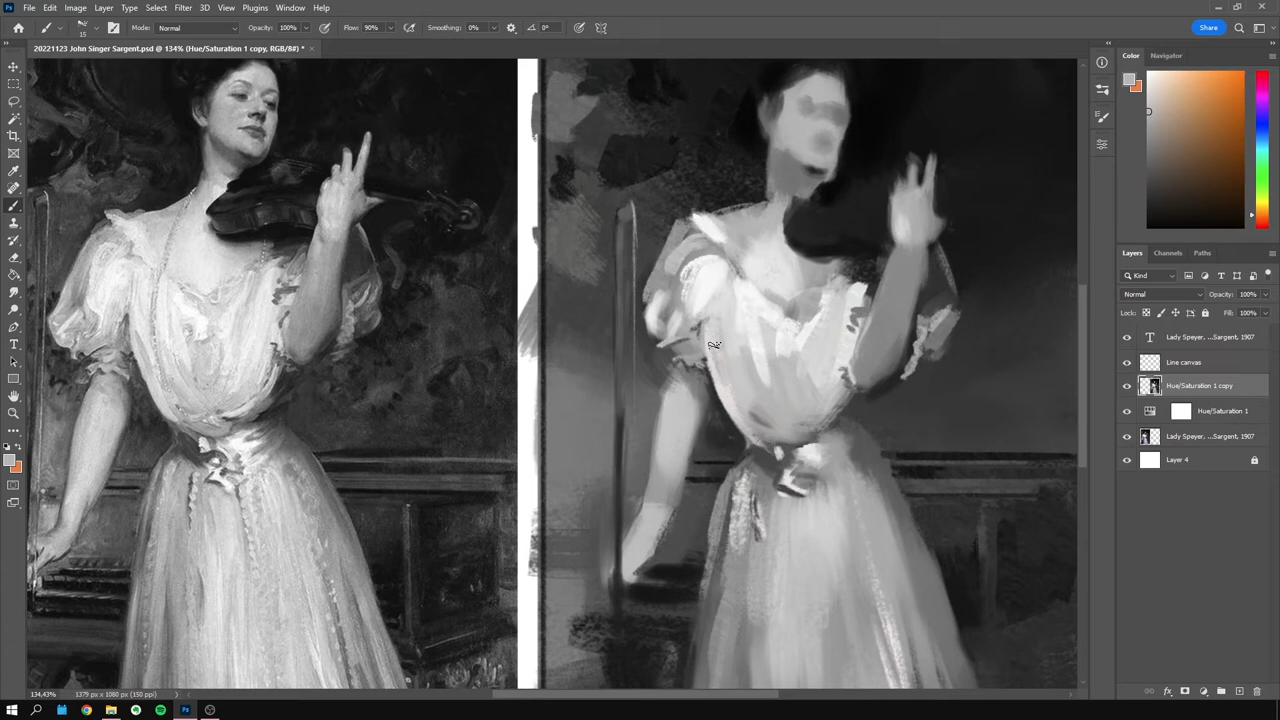 File Edit Image Layer Type Select Filter 3D View Plugins Window Help
15 Mode: Normal Opacity: 100% Flow: 90% Smoothing: 0% 0° Share
20221123 John Singer Sargent.psd @ 134% (Hue/Saturation 1 copy, RGB/8#) *
Color Navigator
Layers Channels Paths
Kind
Normal Opacity: 100%
Lock: Fill: 100%
Lady Speyer, ...Sargent, 1907
Line canvas
Hue/Saturation 1 copy
Hue/Saturation 1
Lady Speyer, ...Sargent, 1907
Layer 4
134,43% 1379 px x 1080 px (150 ppi)